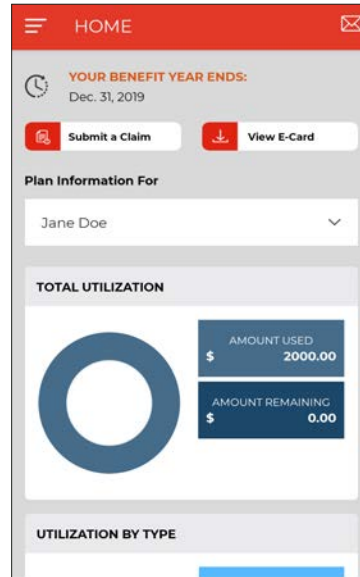 HOME
YOUR BENEFIT YEAR ENDS:
Dec. 31, 2019
Submit a Claim
View E-Card
Plan Information For
Jane Doe
TOTAL UTILIZATION
AMOUNT USED
$ 2000.00
AMOUNT REMAINING
$ 0.00
UTILIZATION BY TYPE